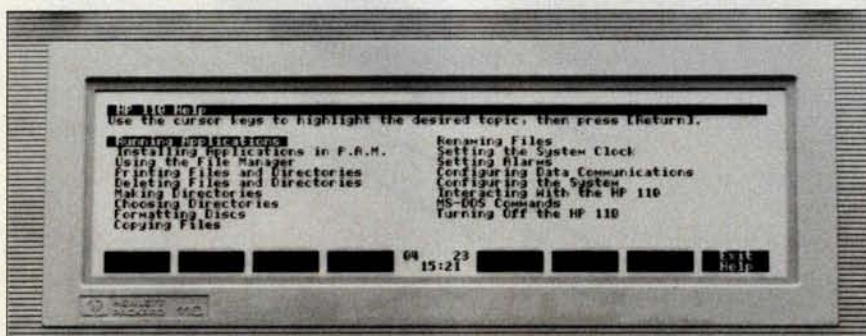 HP 110 Help
Use the cursor keys to highlight the desired topic, then press [Return].
Running Applications
Installing Applications in P.A.M.
Using the File Manager
Printing Files and Directories
Deleting Files and Directories
Making Directories
Choosing Directories
Formatting Discs
Copying Files
Renaming Files
Setting the System Clock
Setting Alarms
Configuring Data Communications
Configuring the System
Interacting With the HP 110
MS-DOS Commands
Turning Off the HP 110
04 23
15:21
Exit
Help
HEWLETT
PACKARD 110